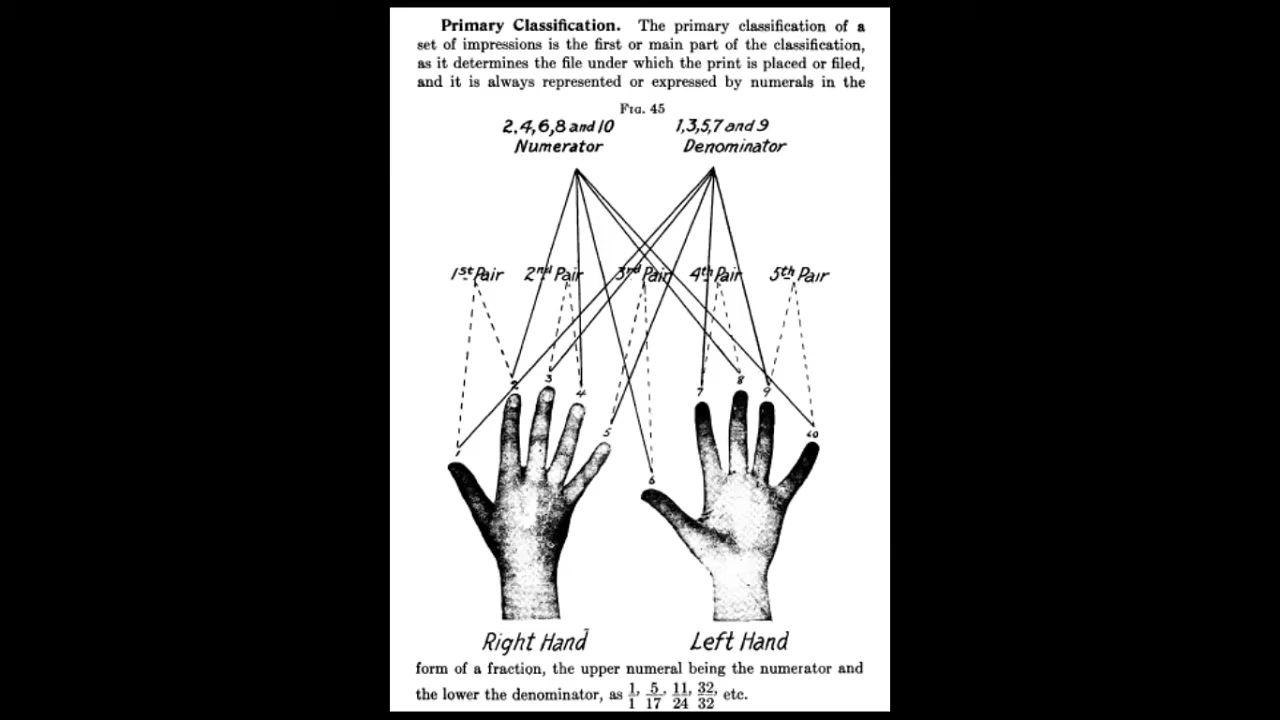 Primary Classification. The primary classification of a
set of impressions is the first or main part of the classification,
as it determines the file under which the print is placed or filed,
and it is always represented or expressed by numerals in the
FIG. 45
2,4,6,8 and 10 1,3,5,7 and 9
Numerator Denominator
1st Pair 2nd Pair 3rd Pair 4th Pair 5th Pair
2 3 4 7 8 9
5 10
1 6
Right Hand Left Hand
form of a fraction, the upper numeral being the numerator and
the lower the denominator, as 1/1, 5/17, 11/24, 32/32, etc.